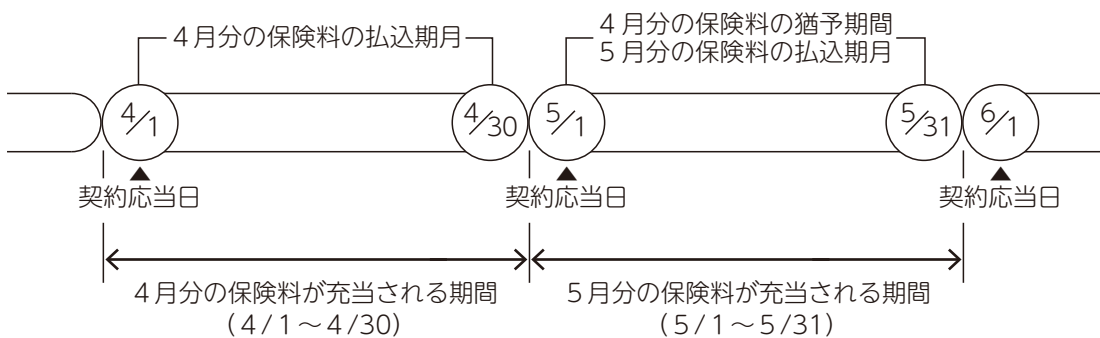 4月分の保険料の払込期月
4月分の保険料の猶予期間
5月分の保険料の払込期月
4/1
4/30
5/1
5/31
6/1
契約応当日
契約応当日
契約応当日
4月分の保険料が充当される期間
(4/1～4/30)
5月分の保険料が充当される期間
(5/1～5/31)